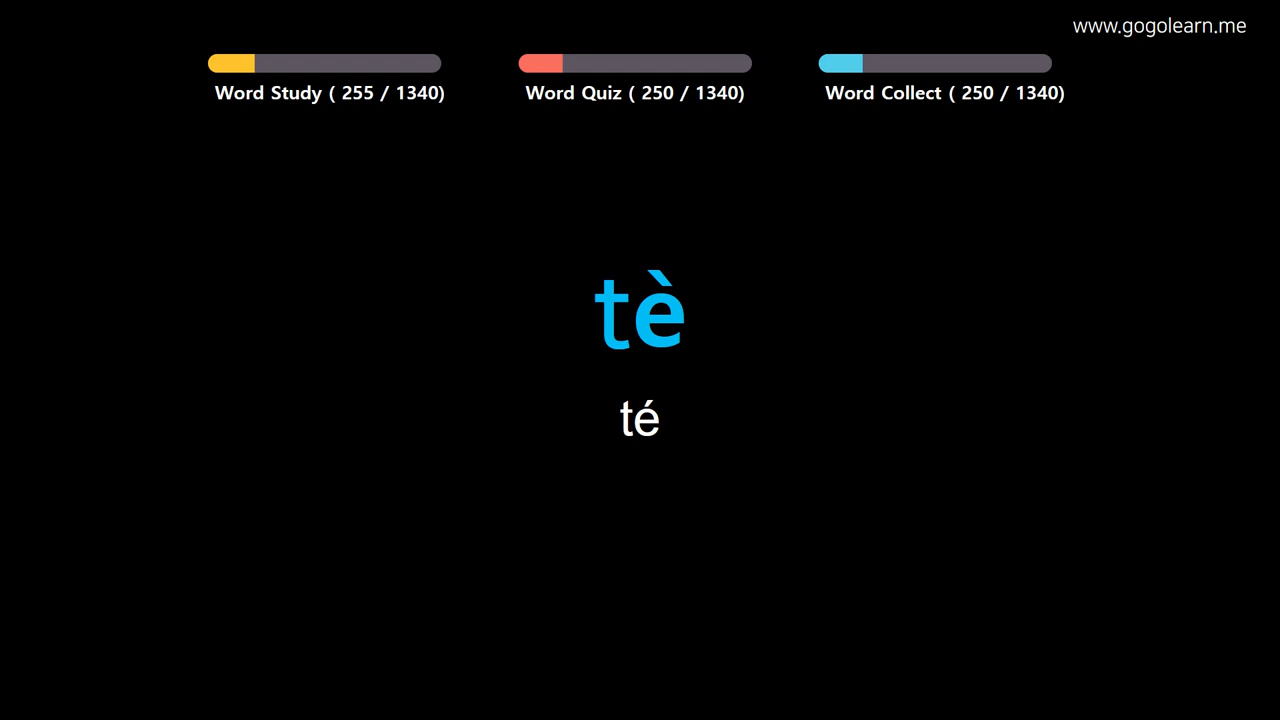 www.gogolearn.me
Word Study ( 255 / 1340)
Word Quiz ( 250 / 1340)
Word Collect ( 250 / 1340)
tè
té